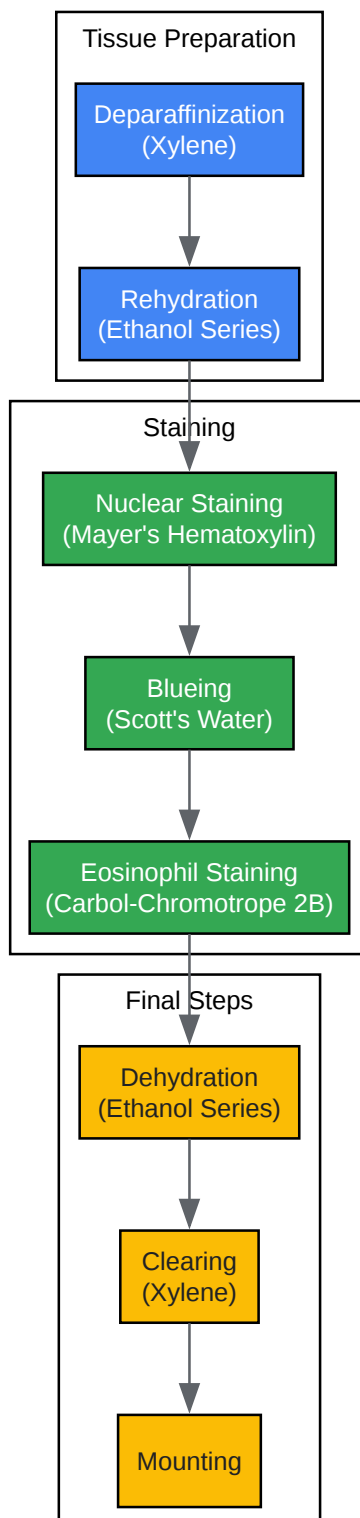 Tissue Preparation
Deparaffinization
(Xylene)
Rehydration
(Ethanol Series)
Staining
Nuclear Staining
(Mayer's Hematoxylin)
Blueing
(Scott's Water)
Eosinophil Staining
(Carbol-Chromotrope 2B)
Final Steps
Dehydration
(Ethanol Series)
Clearing
(Xylene)
Mounting